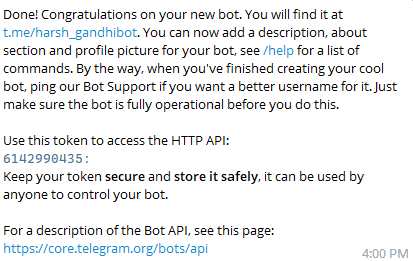 Done! Congratulations on your new bot. You will find it at
t.me/harsh_gandhibot. You can now add a description, about
section and profile picture for your bot, see /help for a list of
commands. By the way, when you've finished creating your cool
bot, ping our Bot Support if you want a better username for it. Just
make sure the bot is fully operational before you do this.

Use this token to access the HTTP API:
6142990435:
Keep your token secure and store it safely, it can be used by
anyone to control your bot.

For a description of the Bot API, see this page:
https://core.telegram.org/bots/api
4:00 PM